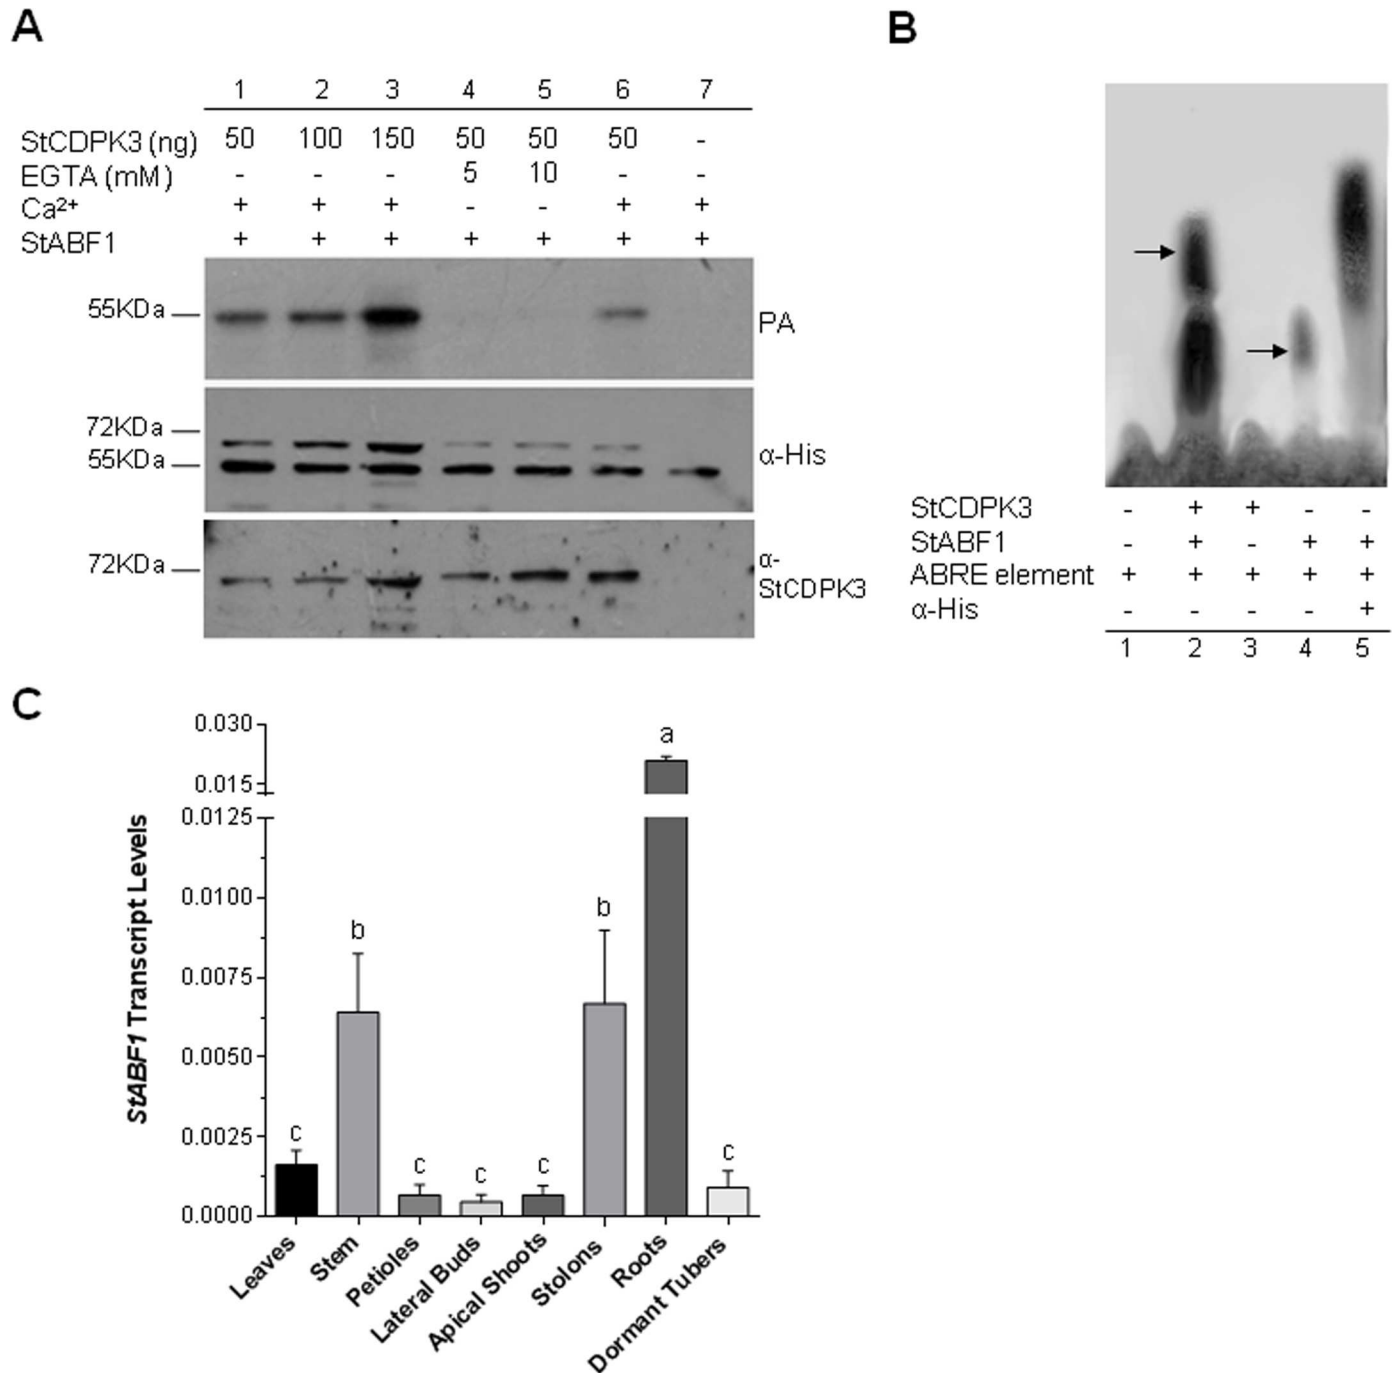 A
1 2 3 4 5 6 7
StCDPK3 (ng) 50 100 150 50 50 50 -
EGTA (mM) - - - 5 10 - -
Ca²⁺ + + + - - + +
StABF1 + + + + + + +
55KDa
PA
72KDa
55KDa
α-His
72KDa
α-
StCDPK3
B
StCDPK3 - + + - -
StABF1 - + - + +
ABRE element + + + + +
α-His - - - - +
1 2 3 4 5
C
StABF1 Transcript Levels
0.030
0.015
0.0125
0.0100
0.0075
0.0050
0.0025
0.0000
c b c c c b a c
Leaves
Stem
Petioles
Lateral Buds
Apical Shoots
Stolons
Roots
Dormant Tubers